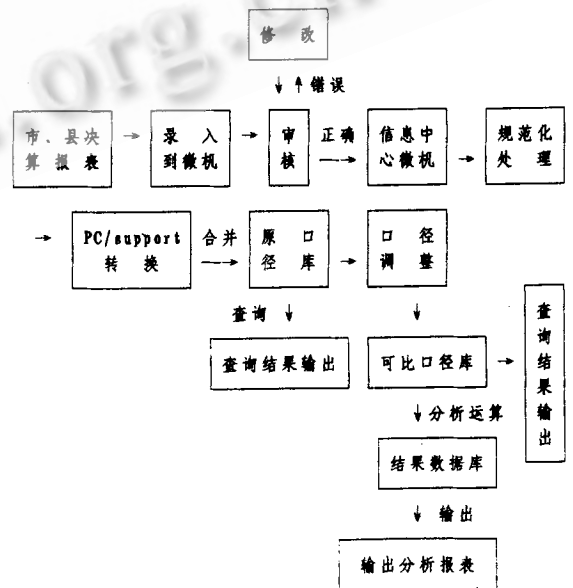 修 改
错误
市、县决
算 报 表
录 入
到微机
审
核
正确
信息中
心微机
规范化
处 理
PC/support
转 换
合并
原 口
径 库
口 径
调 整
查询
查询结果输出
可比口径库
查
询
结
果
输
出
分析运算
结果数据库
输出
输出分析报表